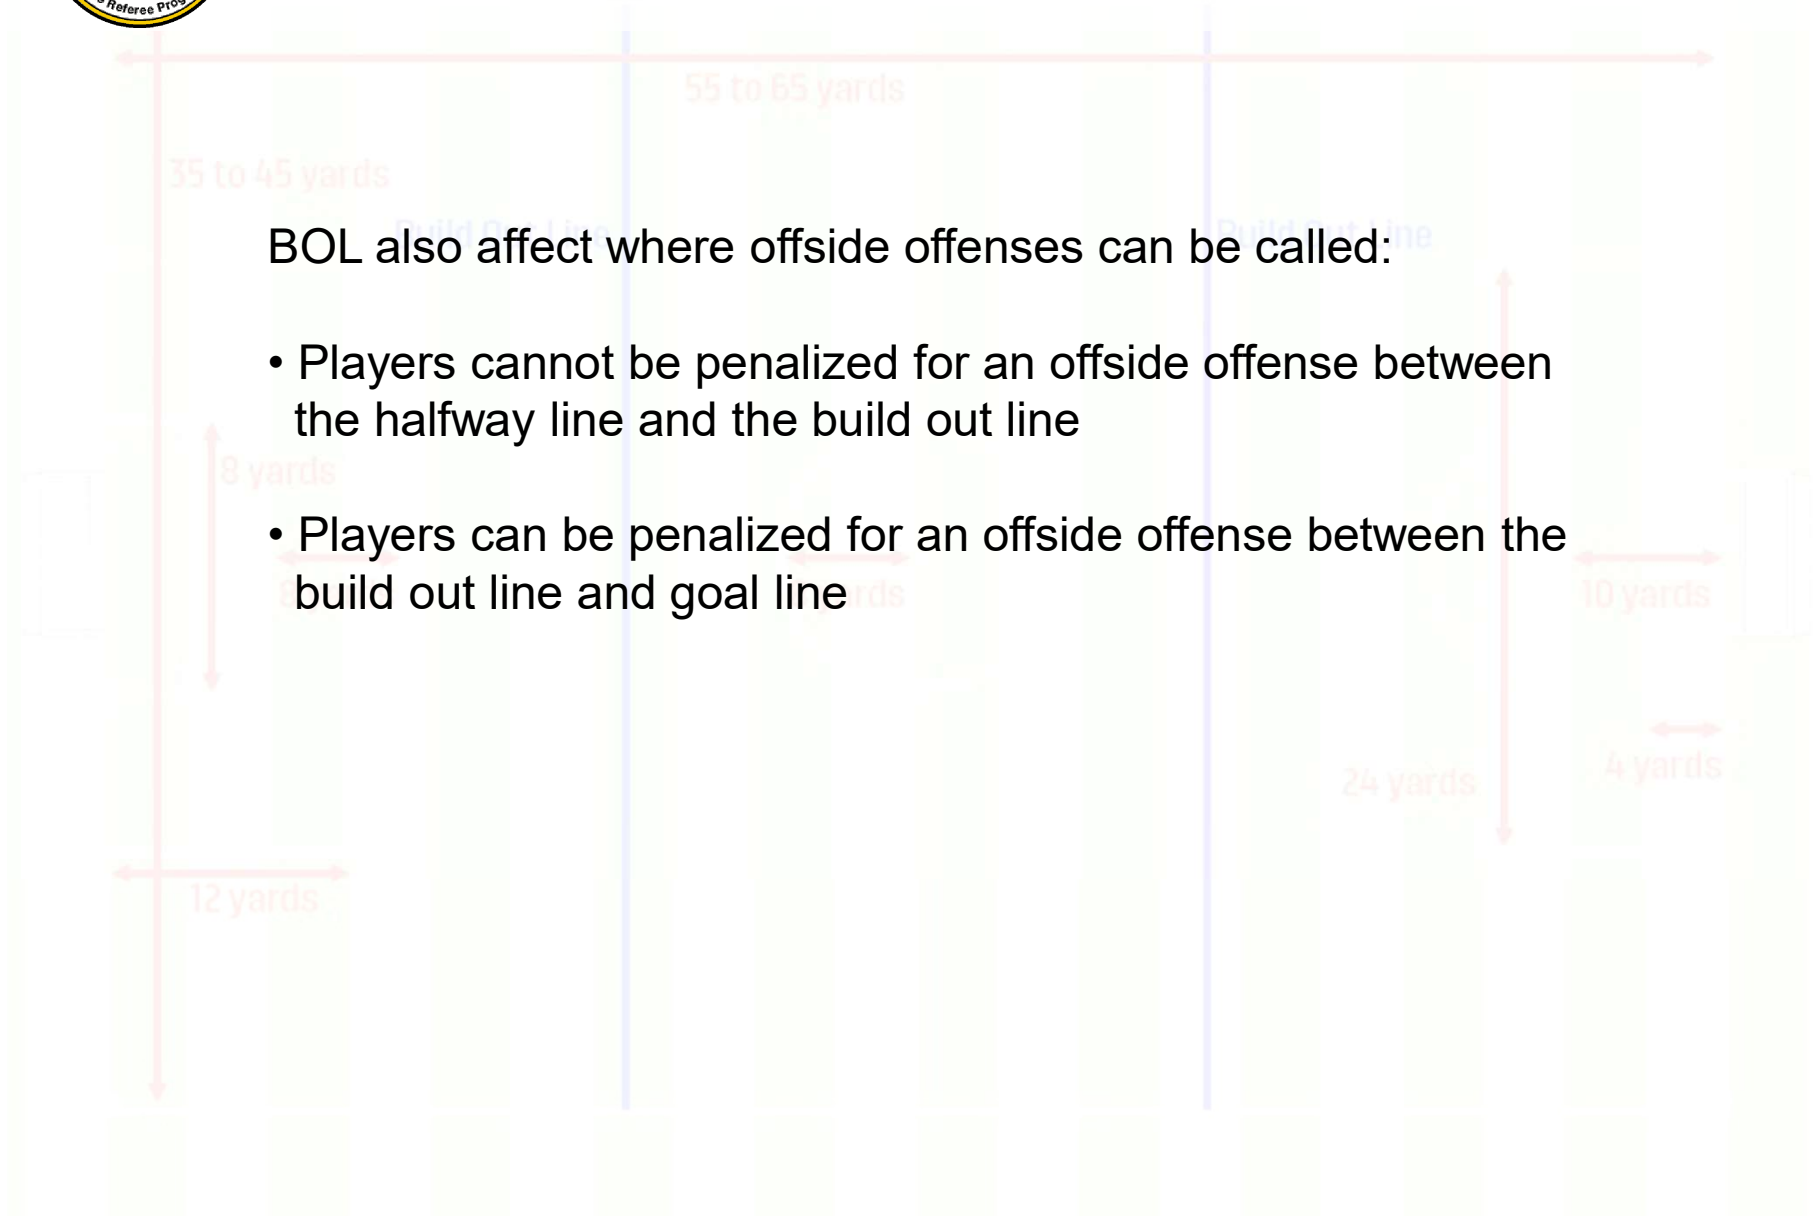 Referee
55 to 65 yards
35 to 45 yards
Build Out Line
Build Out Line
BOL also affect where offside offenses can be called:
• Players cannot be penalized for an offside offense between
the halfway line and the build out line
8 yards
• Players can be penalized for an offside offense between the
build out line and goal line
8 yards
10 yards
4 yards
24 yards
12 yards